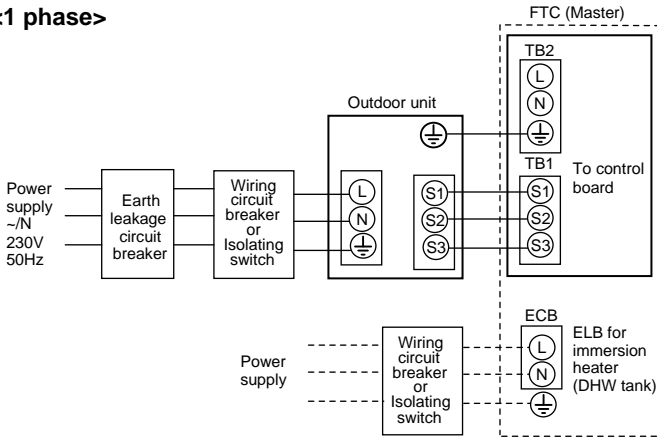 <1 phase>
FTC (Master)
TB2
L
N
Outdoor unit
TB1
To control
board
Power
supply
~/N
230V
50Hz
Earth
leakage
circuit
breaker
Wiring
circuit
breaker
or
Isolating
switch
L
N
S1
S2
S3
S1
S2
S3
ECB
ELB for
immersion
heater
(DHW tank)
L
N
Power
supply
Wiring
circuit
breaker
or
Isolating
switch